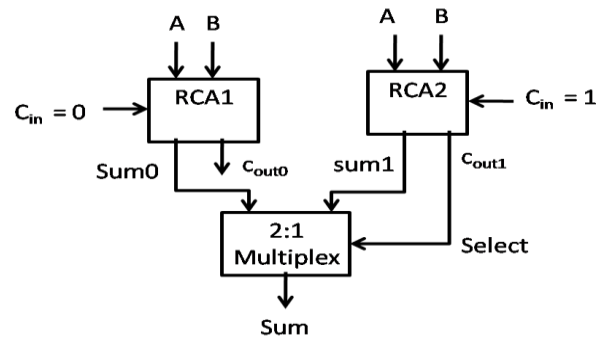 A B
A B
RCA1
RCA2
C_in = 0
C_in = 1
Sum0
c_out0
sum1
c_out1
2:1
Multiplex
Select
Sum